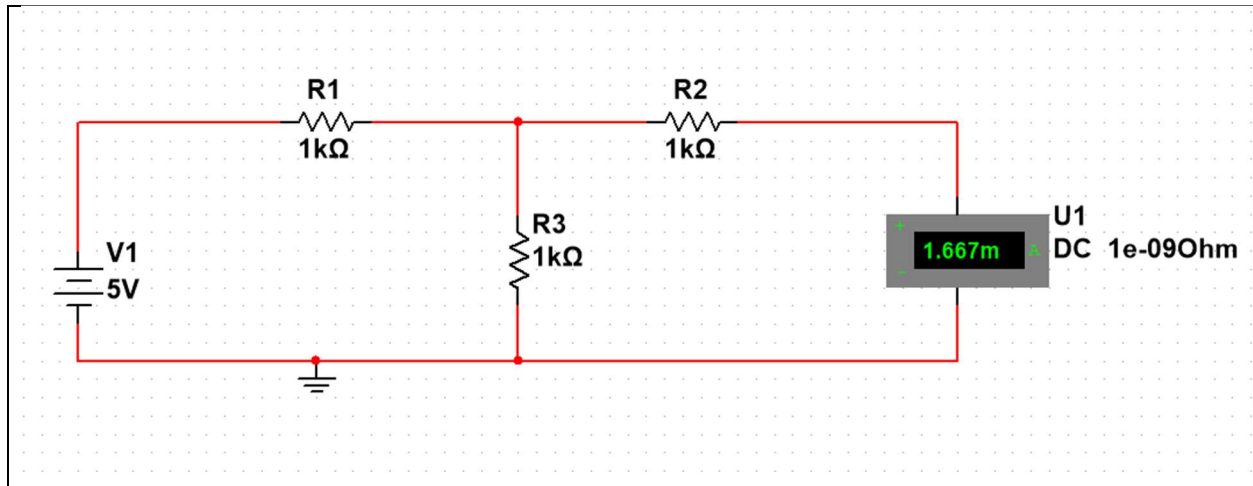 R1
1kΩ
R2
1kΩ
R3
1kΩ
V1
5V
U1
+
1.667m A
-
DC 1e-09Ohm